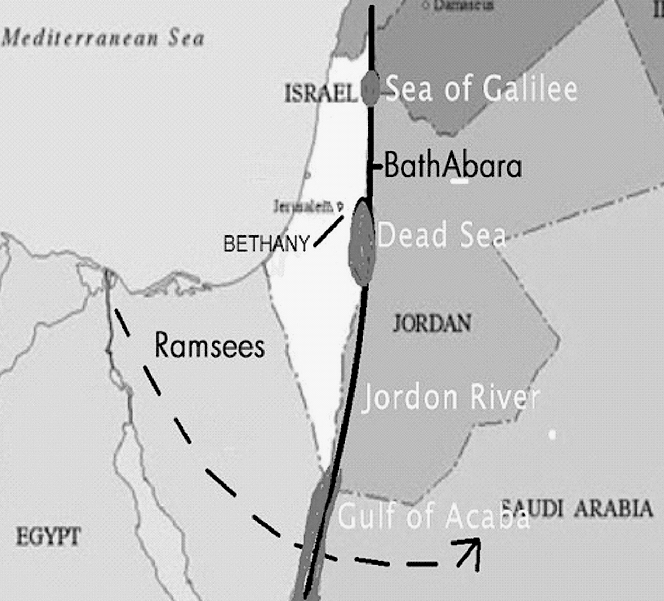 Damascus
Mediterranean Sea
ISRAEL
Sea of Galilee
BathAbara
Jerusalem
BETHANY
Dead Sea
JORDAN
Ramsees
Jordon River
SAUDI ARABIA
Gulf of Acaba
EGYPT